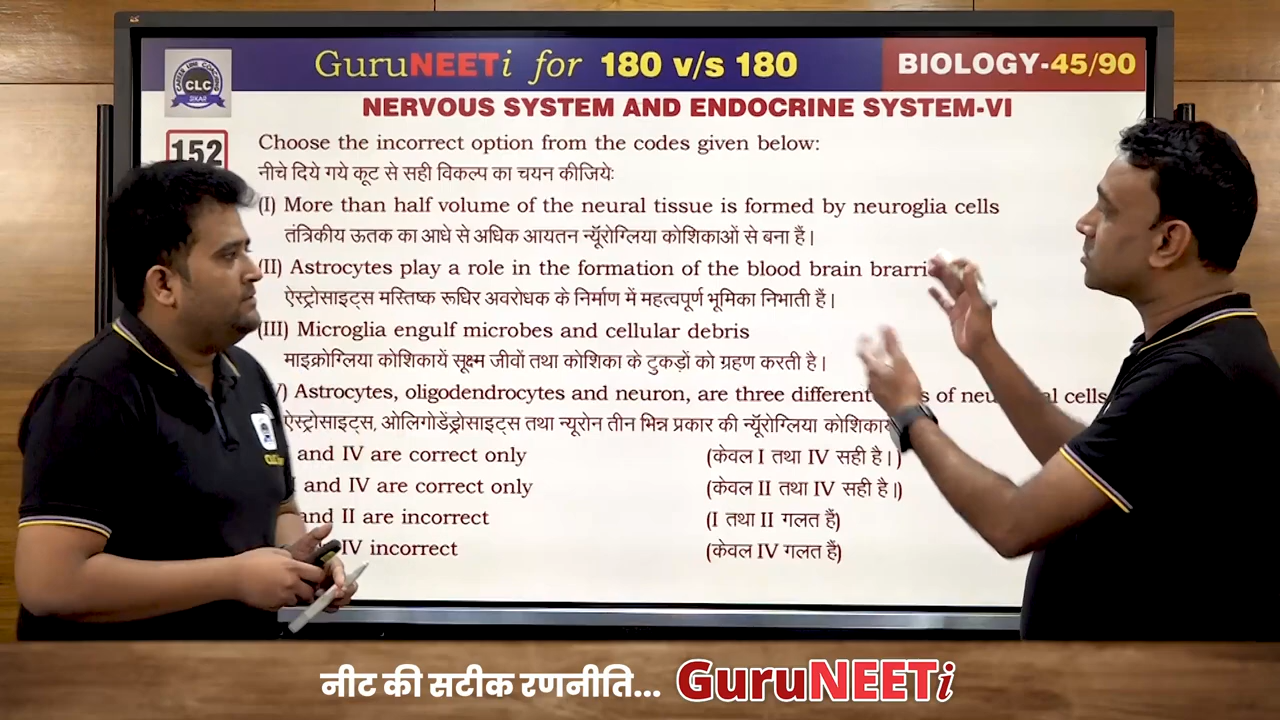 GuruNEETi for 180 v/s 180
BIOLOGY-45/90
CLC
NERVOUS SYSTEM AND ENDOCRINE SYSTEM-VI
152
Choose the incorrect option from the codes given below:
नीचे दिये गये कूट से सही विकल्प का चयन कीजिये:
(I) More than half volume of the neural tissue is formed by neuroglia cells
तंत्रिकीय ऊतक का आधे से अधिक आयतन न्यूॅरोग्लिया कोशिकाओं से बना हैं।
(II) Astrocytes play a role in the formation of the blood brain
ऐस्ट्रोसाइट्स मस्तिष्क रूधिर अवरोधक के निर्माण में महत्वपूर्ण भूमिका निभाती हैं।
(III) Microglia engulf microbes and cellular debris
माइक्रोग्लिया कोशिकायें सूक्ष्म जीवों तथा कोशिका के टुकड़ों को ग्रहण करती है।
Astrocytes, oligodendrocytes and neuron, are three different of cells
ऐस्ट्रोसाइट्स, ओलिगोडेंड्रोसाइट्स तथा न्यूरोन तीन भिन्न प्रकार की न्यूॅरोग्लिया
and IV are correct only (केवल I तथा IV सही है।)
and IV are correct only (केवल II तथा IV सही है।)
and II are incorrect (I तथा II गलत हैं)
IV incorrect (केवल IV गलत हैं)
नीट की सटीक रणनीति... GuruNEETi